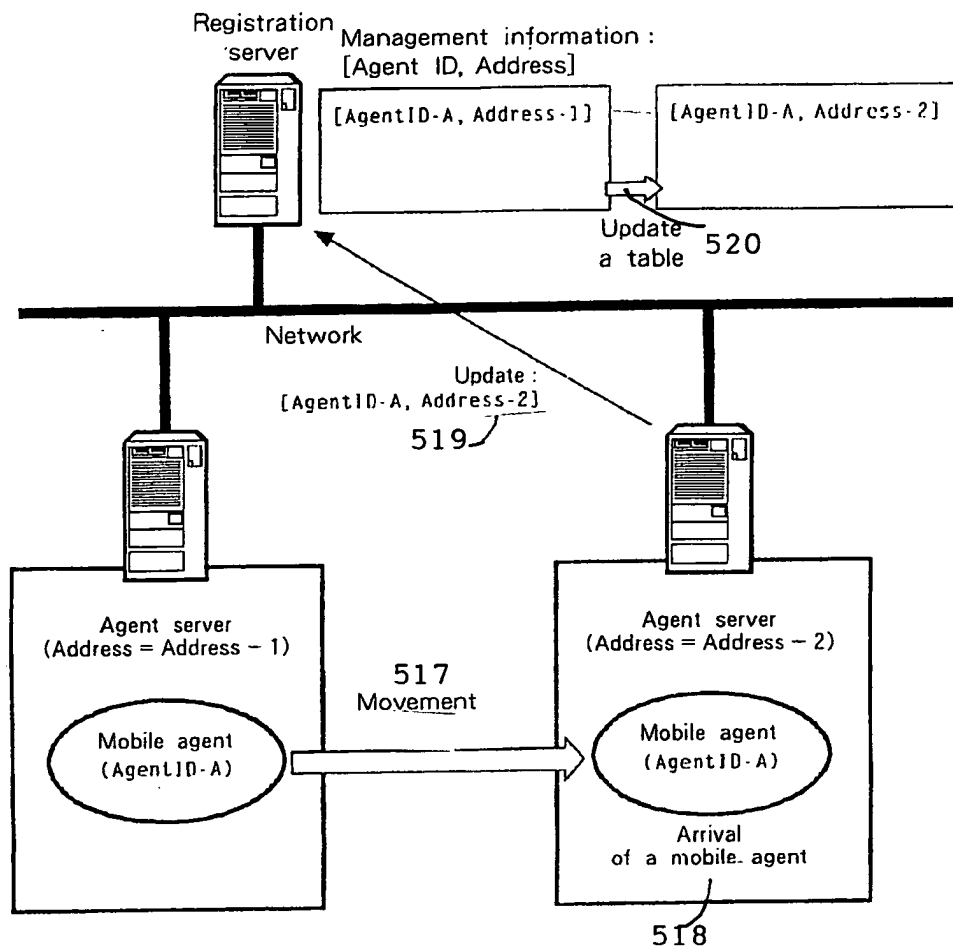 Registration
server
Management information :
[Agent ID, Address]
[AgentID-A, Address-1]
[AgentID-A, Address-2]
Update
a table
520
Network
Update :
[AgentID-A, Address-2]
519
Agent server
(Address = Address – 1)
Agent server
(Address = Address – 2)
517
Movement
Mobile agent
(AgentID-A)
Mobile agent
(AgentID-A)
Arrival
of a mobile agent
518